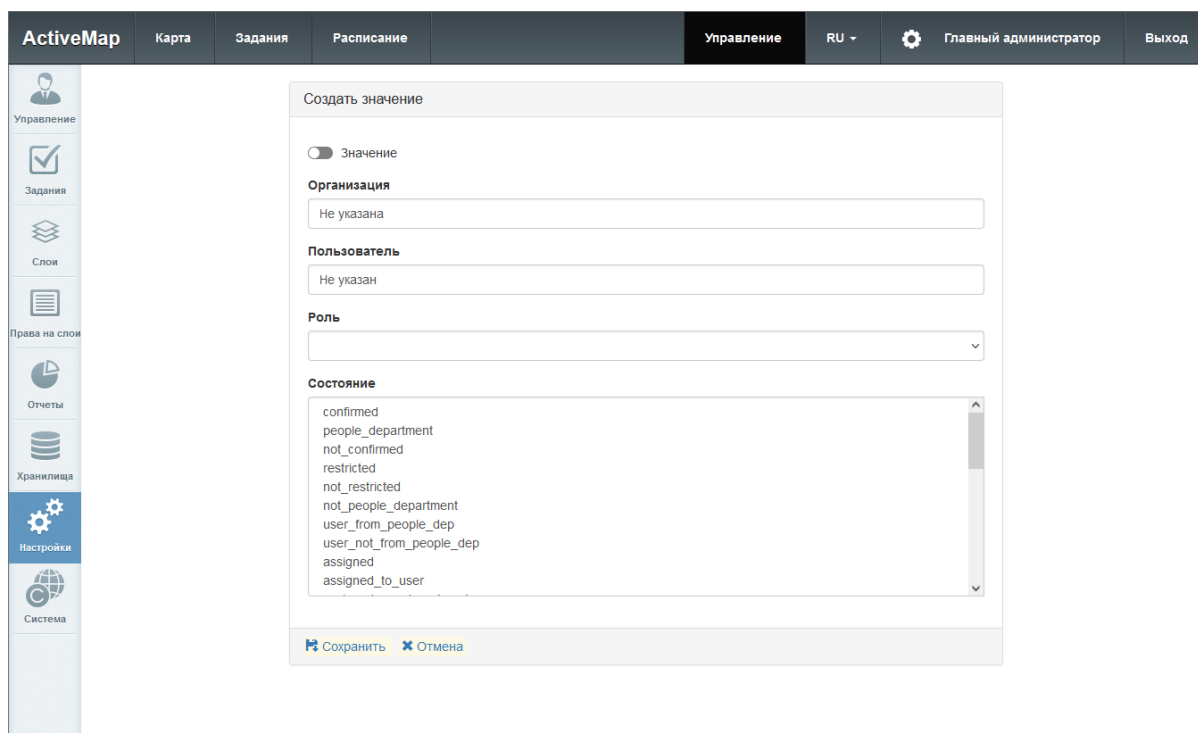 ActiveMap Карта Задания Расписание Управление RU Главный администратор Выход
Управление
Задания
Слои
Права на слои
Отчеты
Хранилища
Настройки
Система
Создать значение
Значение
Организация
Не указана
Пользователь
Не указан
Роль
Состояние
confirmed
people_department
not_confirmed
restricted
not_restricted
not_people_department
user_from_people_dep
user_not_from_people_dep
assigned
assigned_to_user
Сохранить Отмена